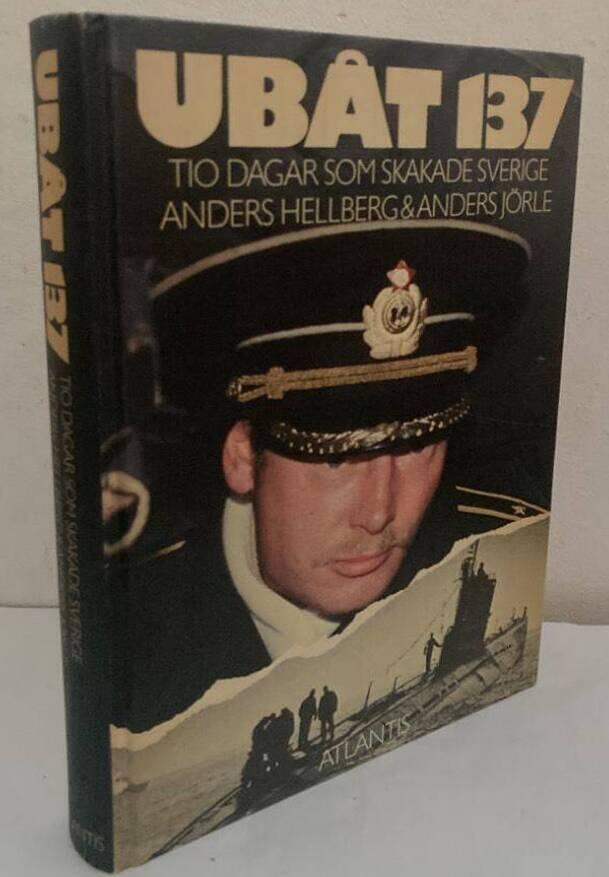 UBÅT 137
TIO DAGAR SOM SKAKADE SVERIGE
ANDERS HELLBERG & ANDERS JÖRLE
ATLANTIS
UBÅT 137
TIO DAGAR SOM SKAKADE SVERIGE
ANTIS